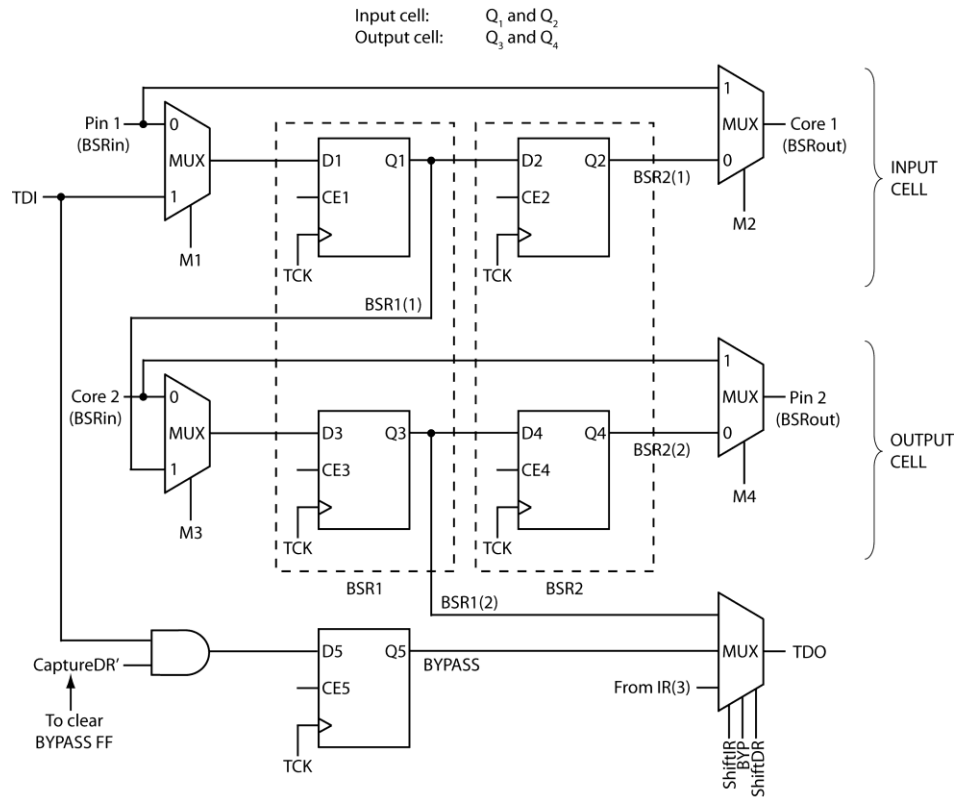 Input cell: Q₁ and Q₂
Output cell: Q₃ and Q₄
1
Pin 1
(BSRin)
0
MUX
1
TDI
M1
D1 Q1
CE1
TCK
D2 Q2
CE2
TCK
BSR2(1)
MUX
0
M2
Core 1
(BSRout)
INPUT
CELL
BSR1(1)
1
Core 2
(BSRin)
0
MUX
1
M3
D3 Q3
CE3
TCK
D4 Q4
CE4
TCK
BSR2(2)
MUX
0
M4
Pin 2
(BSRout)
OUTPUT
CELL
BSR1
BSR2
BSR1(2)
CaptureDR'
To clear
BYPASS FF
D5 Q5
CE5
TCK
BYPASS
From IR(3)
MUX
TDO
ShiftIR
BYP
ShiftDR